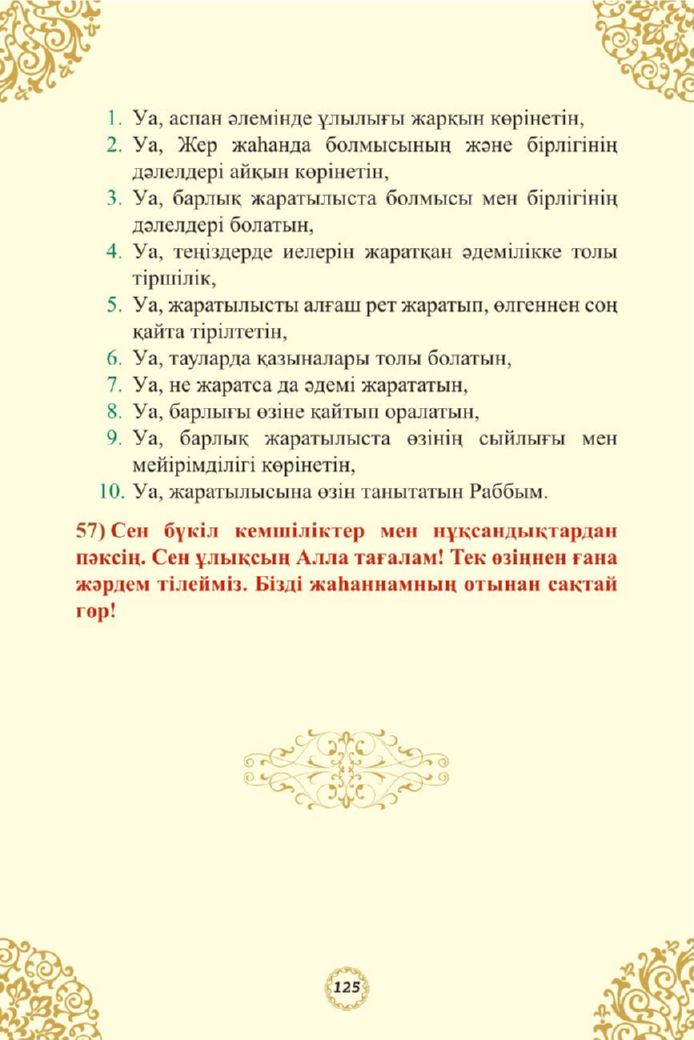 1. Уа, аспан әлемінде ұлылығы жарқын көрінетін,
2. Уа, Жер жаһанда болмысының және бірлігінің
дәлелдері айқын көрінетін,
3. Уа, барлық жаратылыста болмысы мен бірлігінің
дәлелдері болатын,
4. Уа, теңіздерде иелерін жаратқан әдемілікке толы
тіршілік,
5. Уа, жаратылысты алғаш рет жаратып, өлгеннен соң
қайта тірілтетін,
6. Уа, тауларда қазыналары толы болатын,
7. Уа, не жаратса да әдемі жарататын,
8. Уа, барлығы өзіне қайтып оралатын,
9. Уа, барлық жаратылыста өзінің сыйлығы мен
мейірімділігі көрінетін,
10. Уа, жаратылысына өзін танытатын Раббым.
57) Сен бүкіл кемшіліктер мен нұқсандықтардан
пәксің. Сен ұлықсың Алла тағалам! Тек өзіңнен ғана
жәрдем тілейміз. Бізді жаһаннамның отынан сақтай
гөр!
125